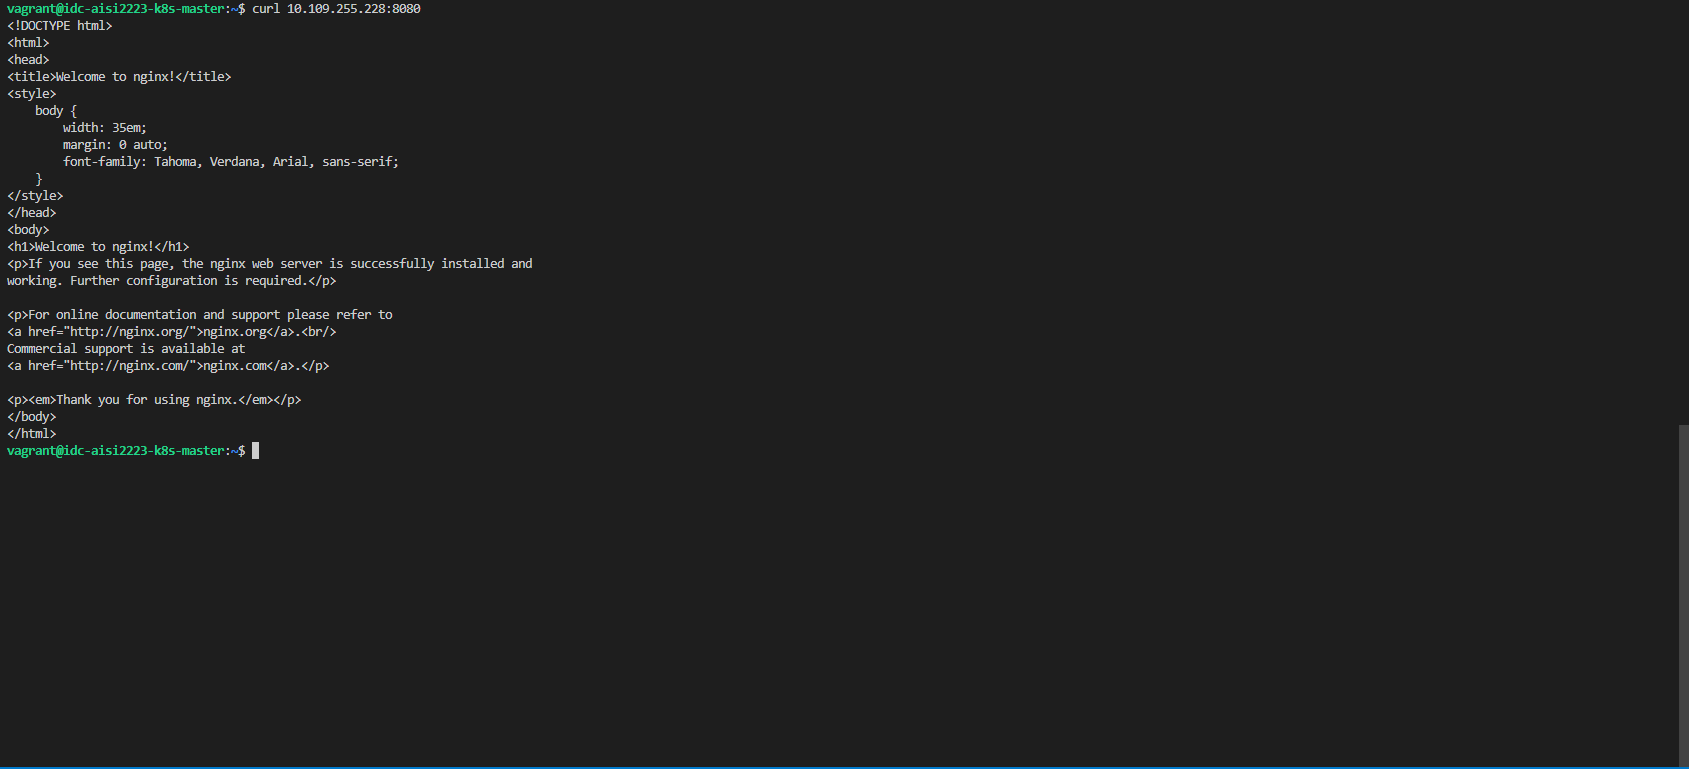 vagrant@idc-aisi2223-k8s-master:~$ curl 10.109.255.228:8080
<!DOCTYPE html>
<html>
<head>
<title>Welcome to nginx!</title>
<style>
    body {
        width: 35em;
        margin: 0 auto;
        font-family: Tahoma, Verdana, Arial, sans-serif;
    }
</style>
</head>
<body>
<h1>Welcome to nginx!</h1>
<p>If you see this page, the nginx web server is successfully installed and
working. Further configuration is required.</p>

<p>For online documentation and support please refer to
<a href="http://nginx.org/">nginx.org</a>.<br/>
Commercial support is available at
<a href="http://nginx.com/">nginx.com</a>.</p>

<p><em>Thank you for using nginx.</em></p>
</body>
</html>
vagrant@idc-aisi2223-k8s-master:~$